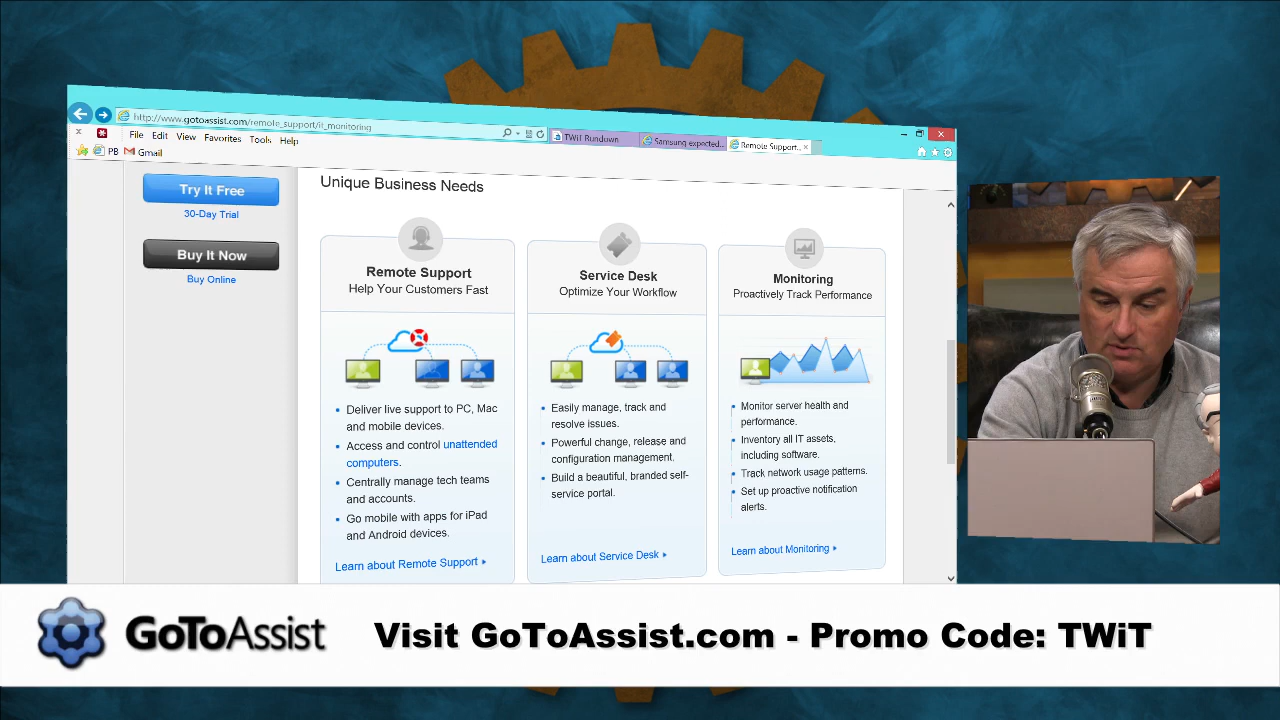 http://www.gotoassist.com/remote_support/it_monitoring
TWiT Rundown
Samsung expected...
Remote Support...
File Edit View Favorites Tools Help
PB Gmail
Try It Free
30-Day Trial
Buy It Now
Buy Online
Unique Business Needs
Remote Support
Help Your Customers Fast
Deliver live support to PC, Mac
and mobile devices.
Access and control unattended
computers.
Centrally manage tech teams
and accounts.
Go mobile with apps for iPad
and Android devices.
Learn about Remote Support
Service Desk
Optimize Your Workflow
Easily manage, track and
resolve issues.
Powerful change, release and
configuration management.
Build a beautiful, branded self-
service portal.
Learn about Service Desk
Monitoring
Proactively Track Performance
Monitor server health and
performance.
Inventory all IT assets,
including software.
Track network usage patterns.
Set up proactive notification
alerts.
Learn about Monitoring
GoToAssist
Visit GoToAssist.com - Promo Code: TWiT